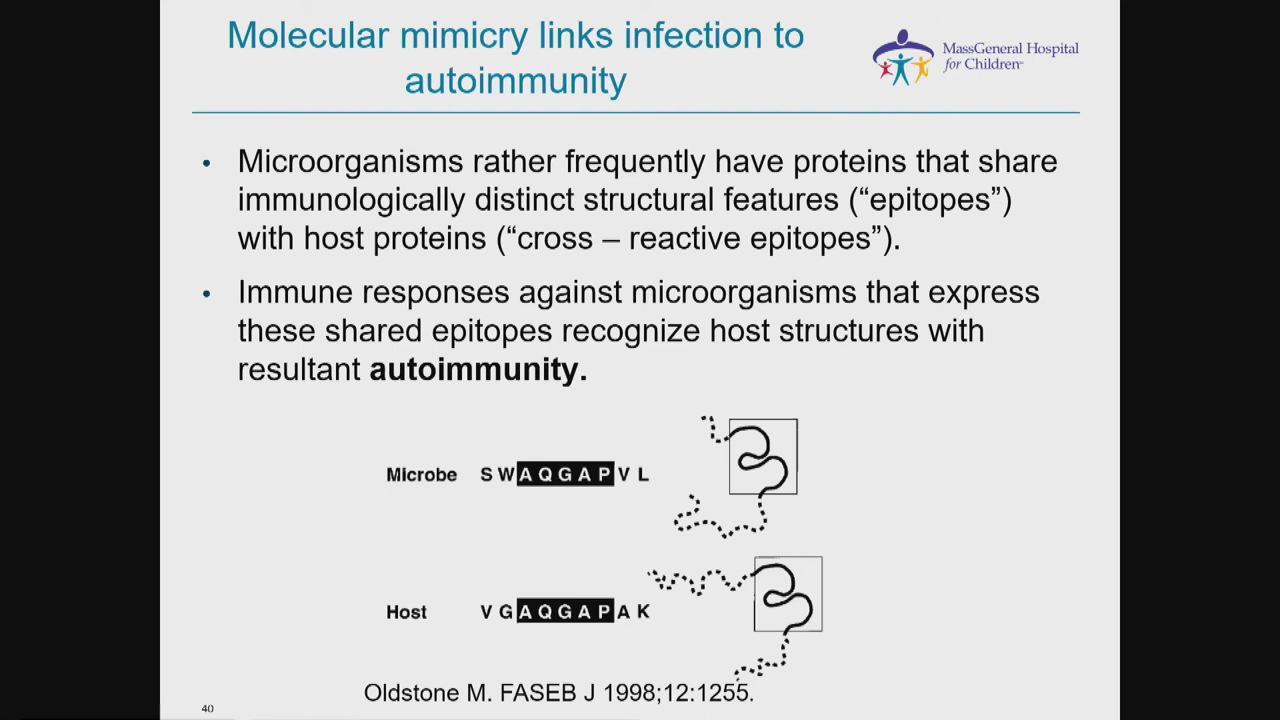 Molecular mimicry links infection to
autoimmunity
MassGeneral Hospital
for Children™
• Microorganisms rather frequently have proteins that share
immunologically distinct structural features (“epitopes”)
with host proteins (“cross – reactive epitopes”).
• Immune responses against microorganisms that express
these shared epitopes recognize host structures with
resultant autoimmunity.
Microbe S W A Q G A P V L
Host V G A Q G A P A K
Oldstone M. FASEB J 1998;12:1255.
40